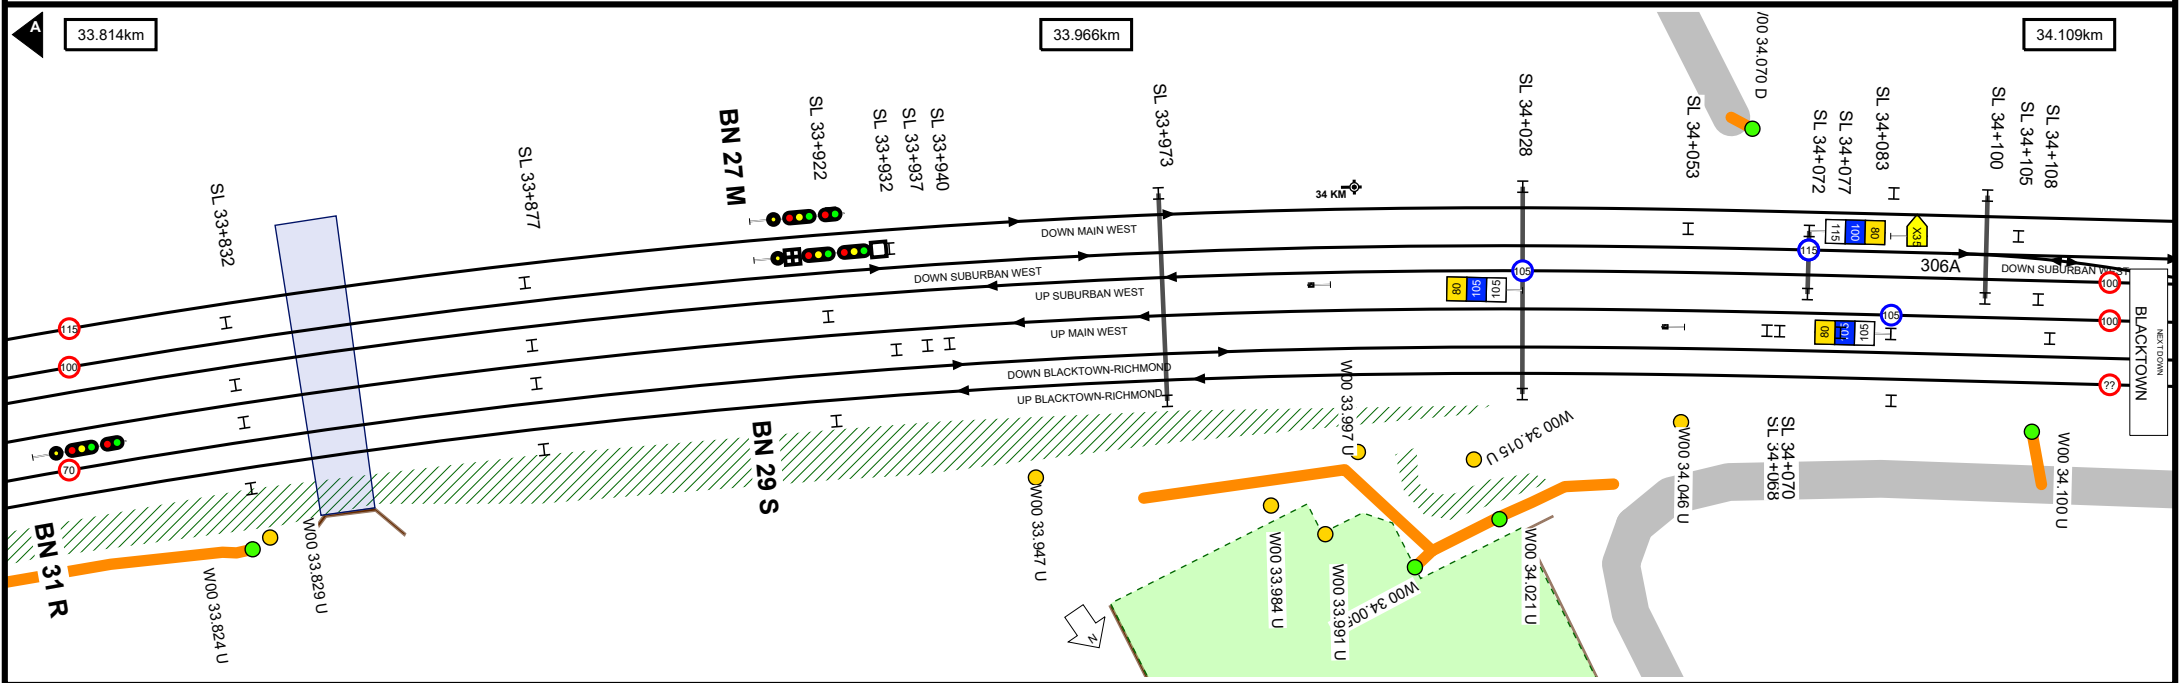 A
33.814km
33.966km
34.109km
V00 34.070 D
SL 33+832
SL 33+877
BN 27 M
SL 33+922
SL 33+932
SL 33+937
SL 33+940
SL 33+973
34 KM
SL 34+028
SL 34+053
SL 34+072
SL 34+077
SL 34+083
SL 34+100
SL 34+105
SL 34+108
DOWN MAIN WEST
DOWN SUBURBAN WEST
UP SUBURBAN WEST
UP MAIN WEST
DOWN BLACKTOWN-RICHMOND
UP BLACKTOWN-RICHMOND
115
100
70
80
105
105
105
115
115
100
80
X35
306A
DOWN SUBURBAN WEST
105
80
105
105
100
100
??
BLACKTOWN
NEXT DOWN
BN 31 R
BN 29 S
W00 33.824 U
W00 33.829 U
W00 33.947 U
W00 33.984 U
W00 33.991 U
W00 33.997 U
W00 34.005
W00 34.015 U
W00 34.021 U
W00 34.046 U
SL 34+068
SL 34+070
W00 34.100 U
N